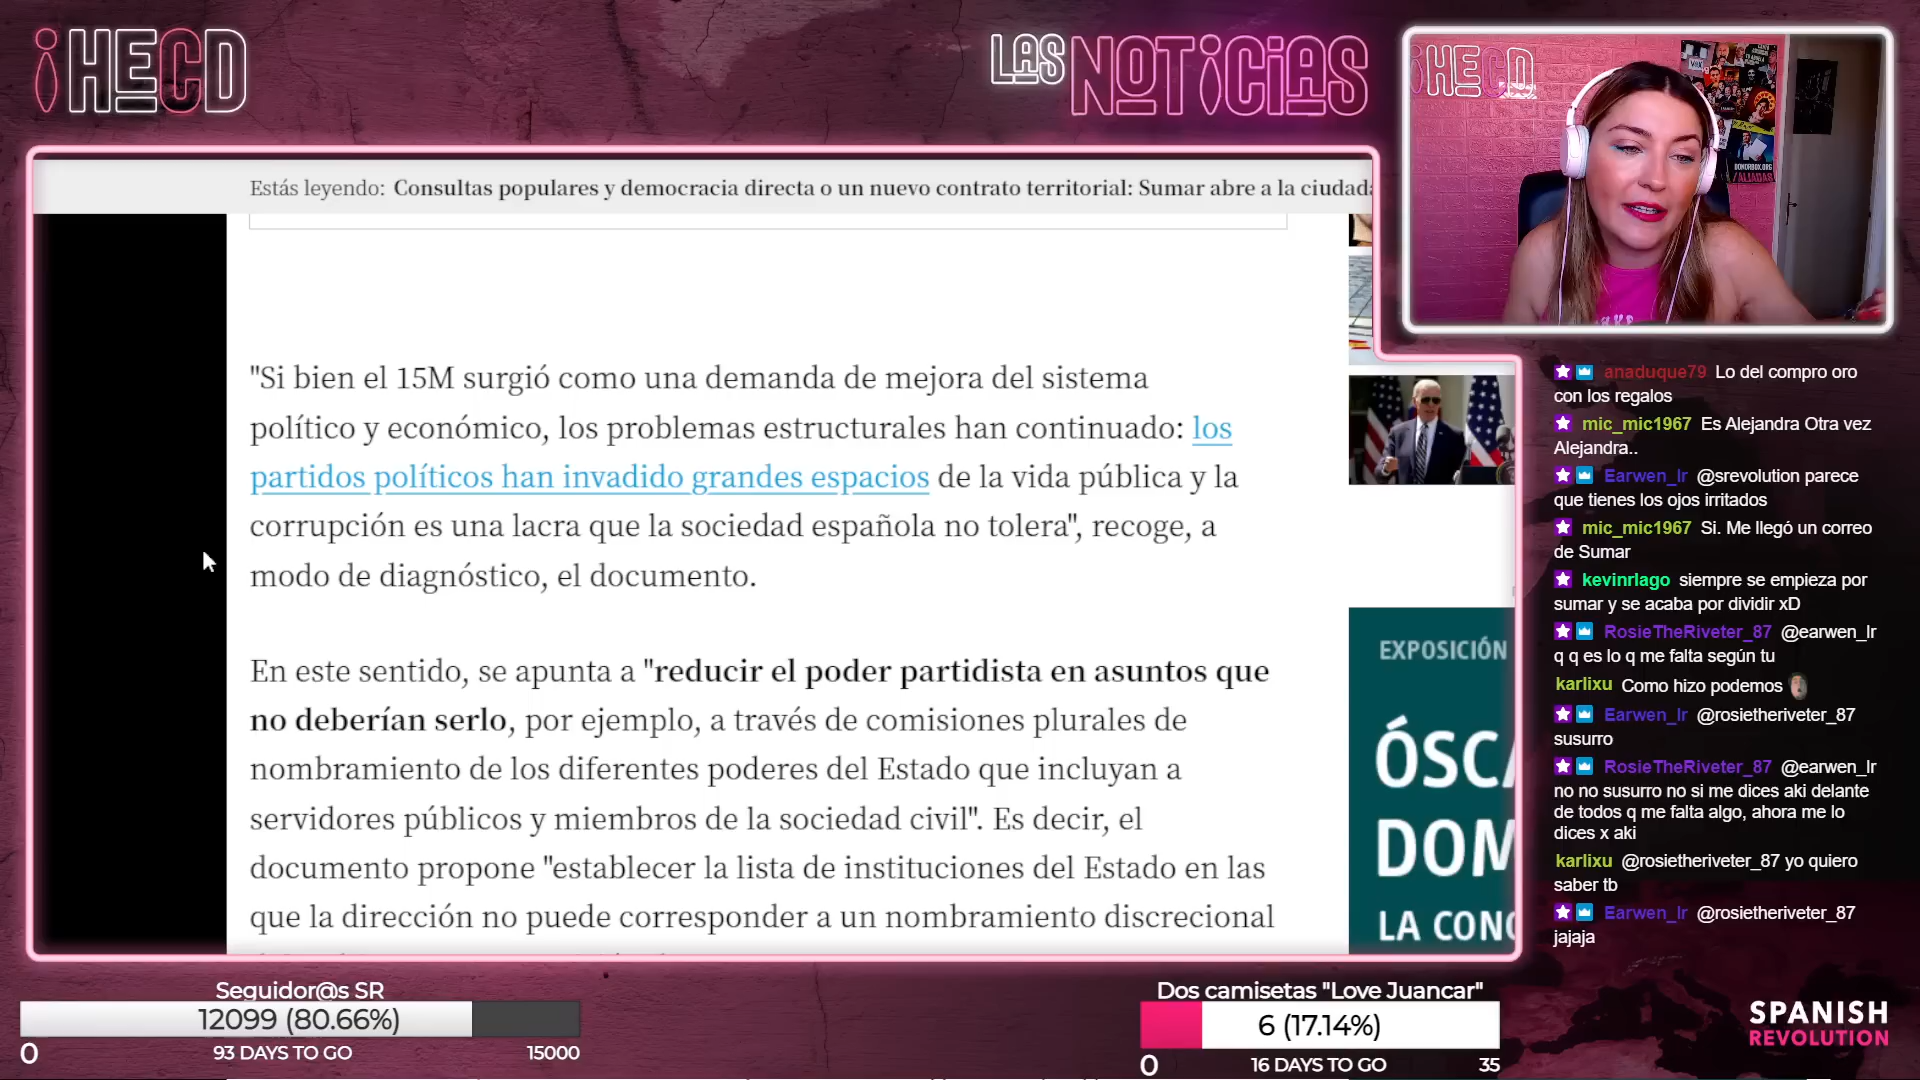 ¡HECD
LAS NOTICIAS
¡HECD
Estás leyendo: Consultas populares y democracia directa o un nuevo contrato territorial: Sumar abre a la ciudad
"Si bien el 15M surgió como una demanda de mejora del sistema
político y económico, los problemas estructurales han continuado: los
partidos políticos han invadido grandes espacios de la vida pública y la
corrupción es una lacra que la sociedad española no tolera", recoge, a
modo de diagnóstico, el documento.
En este sentido, se apunta a "reducir el poder partidista en asuntos que
no deberían serlo, por ejemplo, a través de comisiones plurales de
nombramiento de los diferentes poderes del Estado que incluyan a
servidores públicos y miembros de la sociedad civil". Es decir, el
documento propone "establecer la lista de instituciones del Estado en las
que la dirección no puede corresponder a un nombramiento discrecional
EXPOSICIÓN
ÓSCA
DOM
LA CONC
anaduque79 Lo del compro oro
con los regalos
mic_mic1967 Es Alejandra Otra vez
Alejandra..
Earwen_lr @srevolution parece
que tienes los ojos irritados
mic_mic1967 Si. Me llegó un correo
de Sumar
kevinrlago siempre se empieza por
sumar y se acaba por dividir xD
RosieTheRiveter_87 @earwen_lr
q q es lo q me falta según tu
karlixu Como hizo podemos
Earwen_lr @rosietheriveter_87
susurro
RosieTheRiveter_87 @earwen_lr
no no susurro no si me dices aki delante
de todos q me falta algo, ahora me lo
dices x aki
karlixu @rosietheriveter_87 yo quiero
saber tb
Earwen_lr @rosietheriveter_87
jajaja
Seguidor@s SR
12099 (80.66%)
0 93 DAYS TO GO 15000
Dos camisetas "Love Juancar"
6 (17.14%)
0 16 DAYS TO GO 35
SPANISH
REVOLUTION